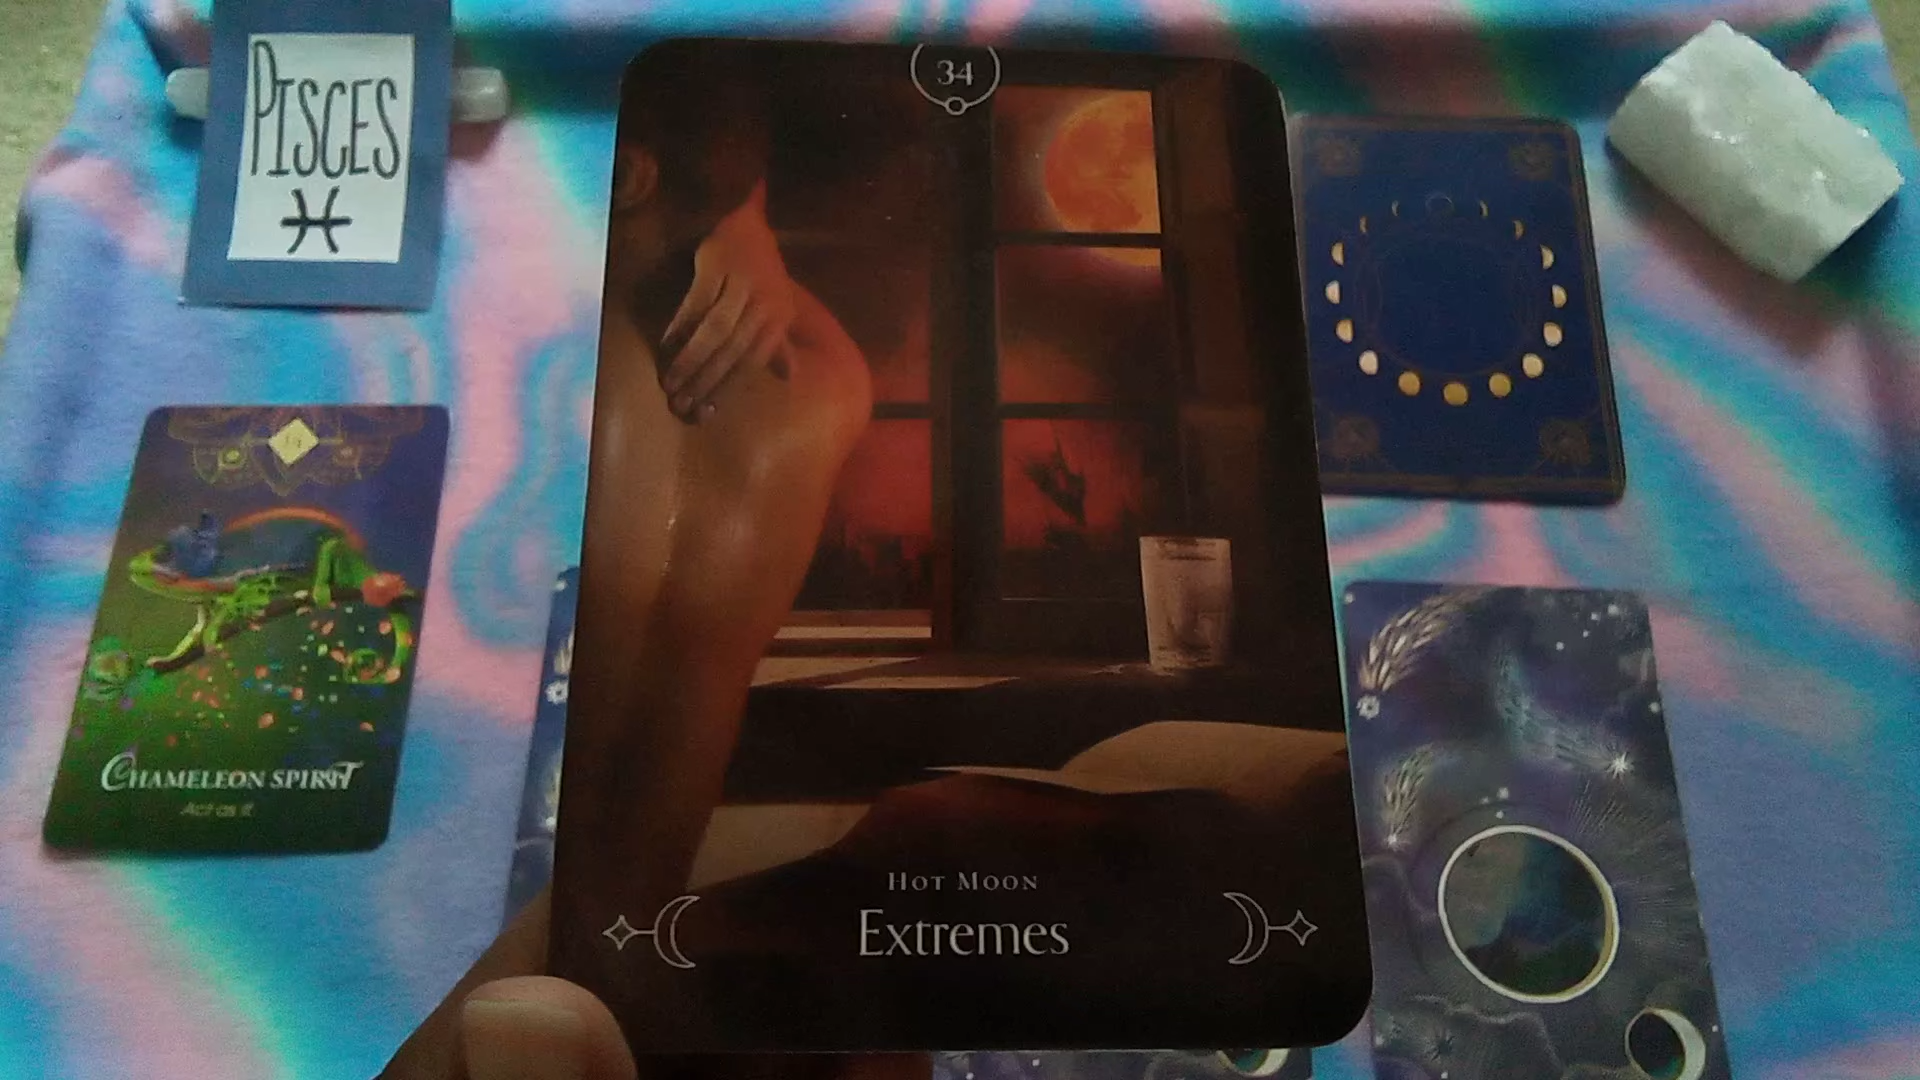 PISCES
34
CHAMELEON SPIRIT
Act as if
HOT MOON
Extremes